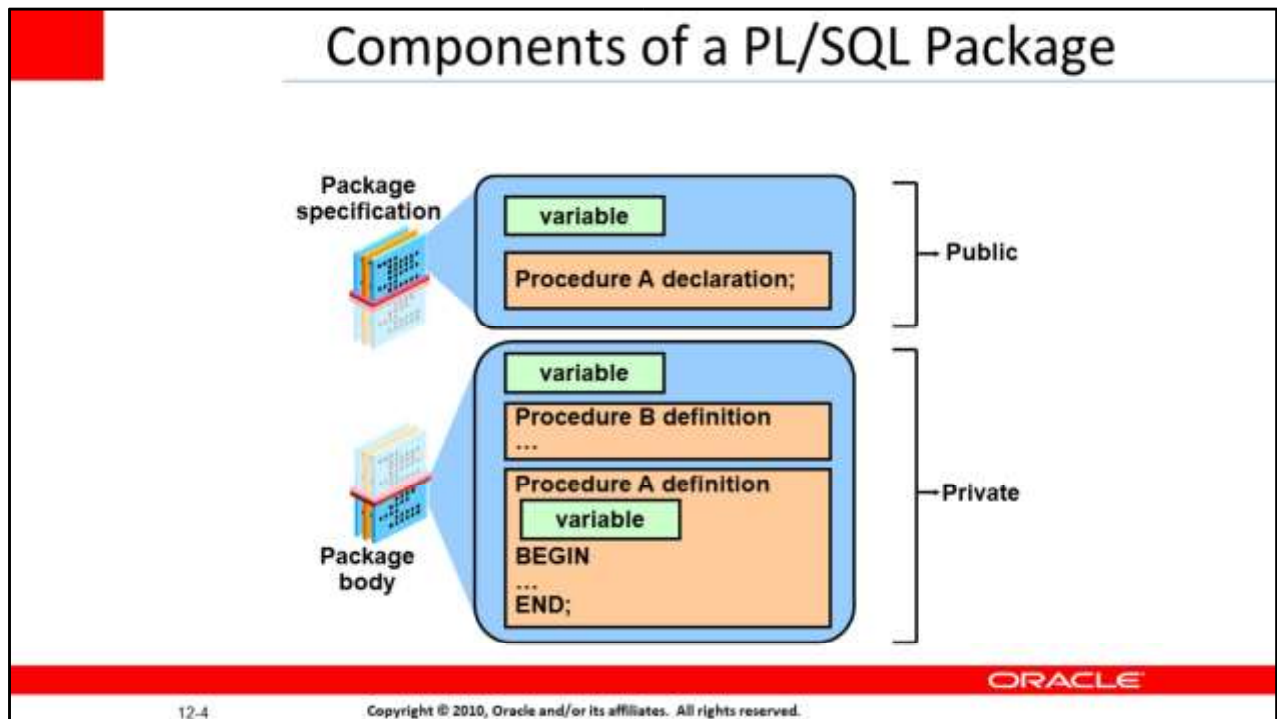 Components of a PL/SQL Package
Package
specification
variable
Procedure A declaration;
Public
variable
Procedure B definition
...
Procedure A definition
variable
BEGIN
...
END;
Private
Package
body
ORACLE
12-4
Copyright © 2010, Oracle and/or its affiliates. All rights reserved.